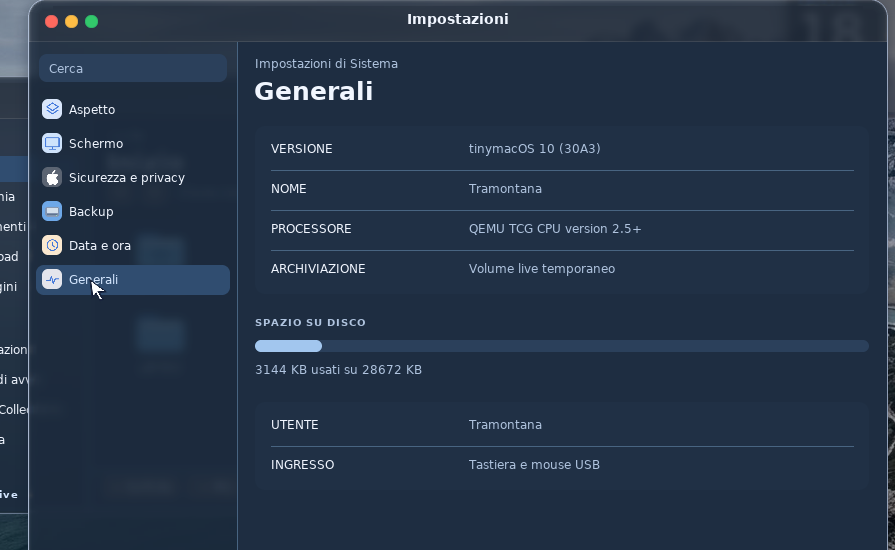 Impostazioni
18
Cerca
Aspetto
Schermo
Sicurezza e privacy
Backup
Data e ora
Generali
Impostazioni di Sistema
Generali
VERSIONE tinymacOS 10 (30A3)
NOME Tramontana
PROCESSORE QEMU TCG CPU version 2.5+
ARCHIVIAZIONE Volume live temporaneo
SPAZIO SU DISCO
3144 KB usati su 28672 KB
UTENTE Tramontana
INGRESSO Tastiera e mouse USB